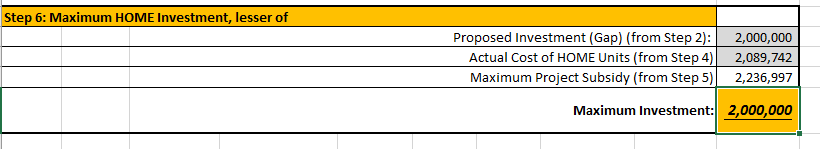 Step 6: Maximum HOME Investment, lesser of
Proposed Investment (Gap) (from Step 2): 2,000,000
Actual Cost of HOME Units (from Step 4) 2,089,742
Maximum Project Subsidy (from Step 5) 2,236,997
Maximum Investment: 2,000,000